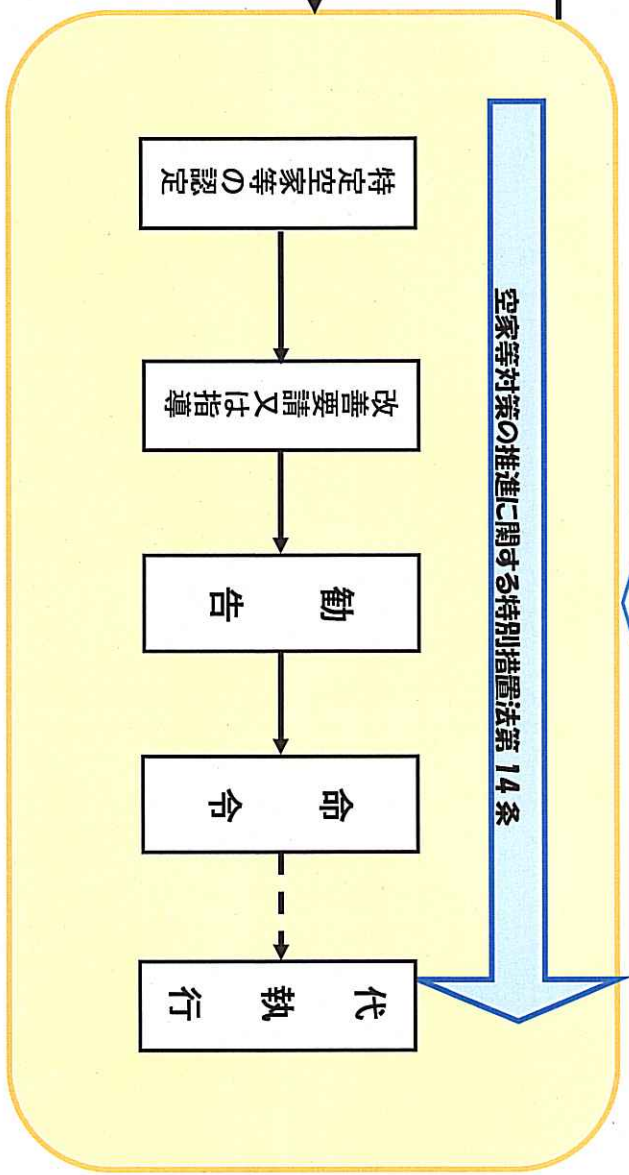 空家等対策の推進に関する特別措置法第 14 条
特定空家等の認定
改善要請又は指導
勧告
命令
代執行